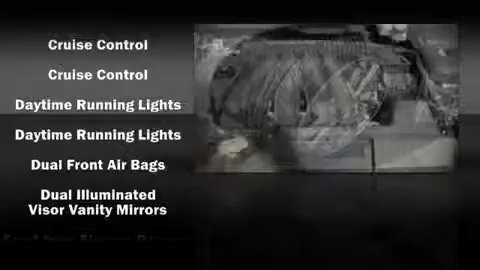 Cruise Control
Cruise Control
Daytime Running Lights
Daytime Running Lights
Dual Front Air Bags
Dual Illuminated
Visor Vanity Mirrors